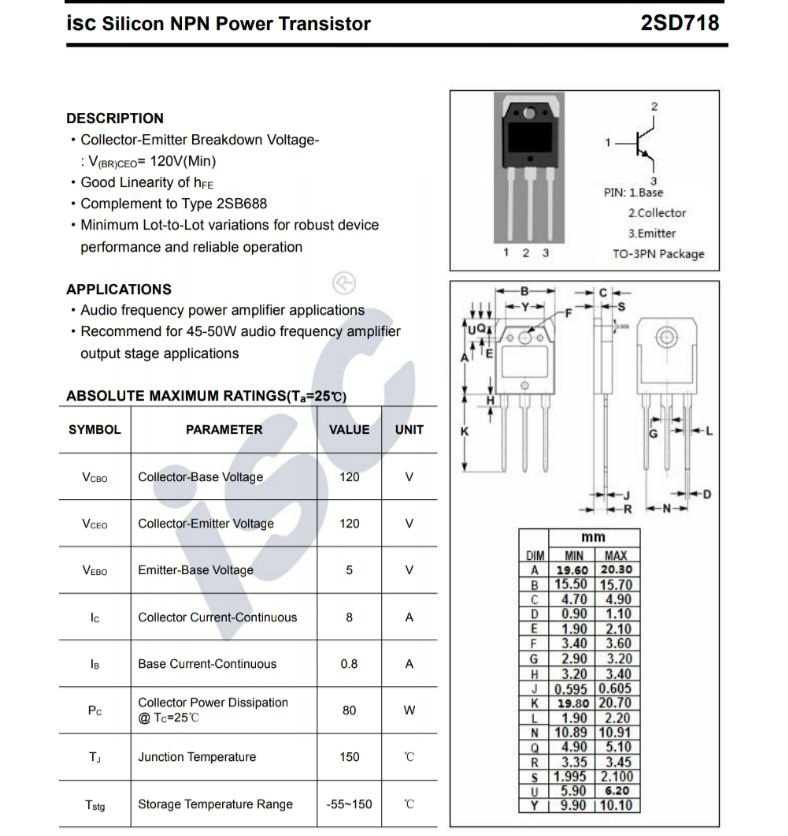 isc Silicon NPN Power Transistor 2SD718
DESCRIPTION
• Collector-Emitter Breakdown Voltage-
: V(BR)CEO= 120V(Min)
• Good Linearity of hFE
• Complement to Type 2SB688
• Minimum Lot-to-Lot variations for robust device
performance and reliable operation
APPLICATIONS
• Audio frequency power amplifier applications
• Recommend for 45-50W audio frequency amplifier
output stage applications
ABSOLUTE MAXIMUM RATINGS(Ta=25℃)
SYMBOL PARAMETER VALUE UNIT
VCBO Collector-Base Voltage 120 V
VCEO Collector-Emitter Voltage 120 V
VEBO Emitter-Base Voltage 5 V
IC Collector Current-Continuous 8 A
IB Base Current-Continuous 0.8 A
PC Collector Power Dissipation
@ TC=25℃ 80 W
TJ Junction Temperature 150 ℃
Tstg Storage Temperature Range -55~150 ℃
isc ®
2
1
3
1 2 3
PIN: 1.Base
2.Collector
3.Emitter
TO-3PN Package
B
C
Y
F
S
U Q
A
E
H
K
G
L
J
D
R
N
mm
DIM MIN MAX
A 19.60 20.30
B 15.50 15.70
C 4.70 4.90
D 0.90 1.10
E 1.90 2.10
F 3.40 3.60
G 2.90 3.20
H 3.20 3.40
J 0.595 0.605
K 19.80 20.70
L 1.90 2.20
N 10.89 10.91
Q 4.90 5.10
R 3.35 3.45
S 1.995 2.100
U 5.90 6.20
Y 9.90 10.10